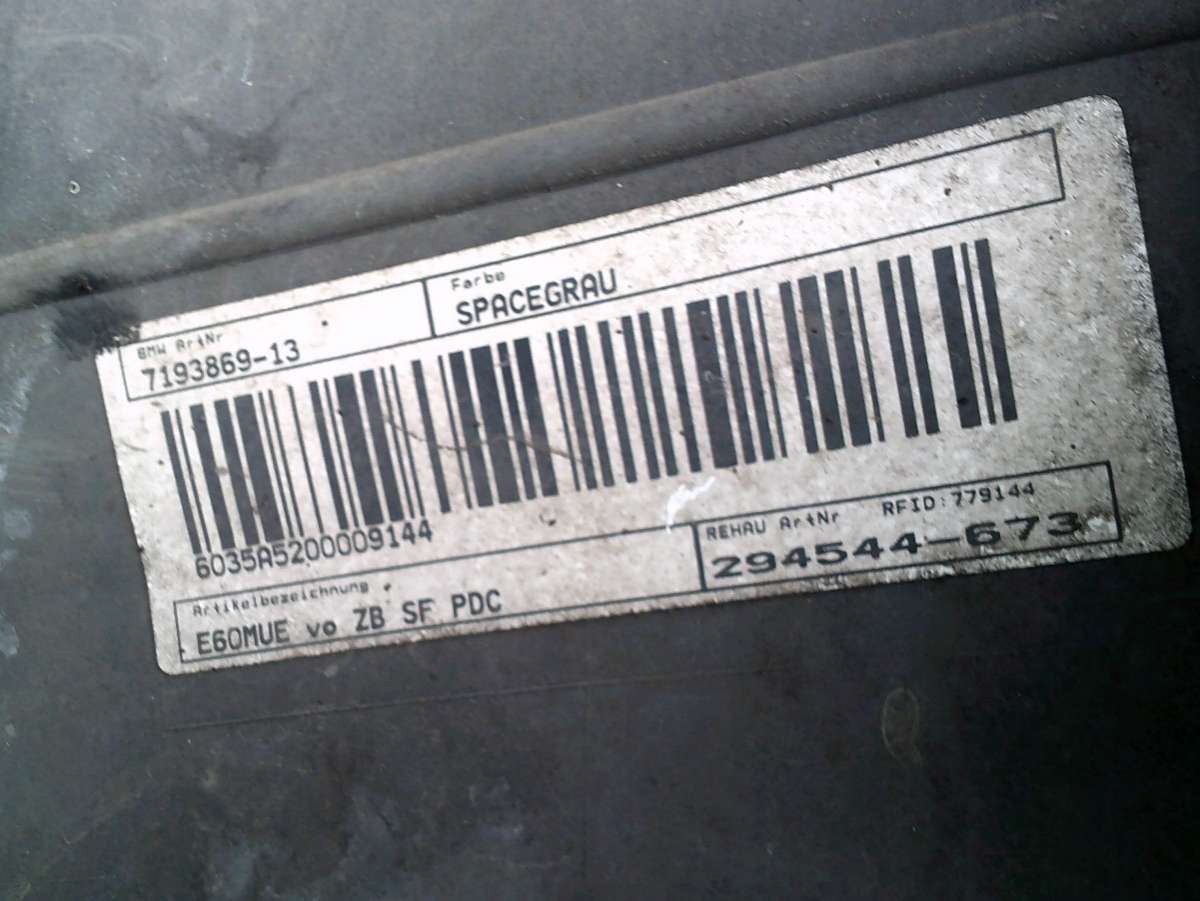 BMW ArtNr
7193869-13
Farbe
SPACEGRAU
6035A5200009144
Artikelbezeichnung
E60MUE vo ZB SF PDC
REHAU ArtNr
RFID:779144
294544-673